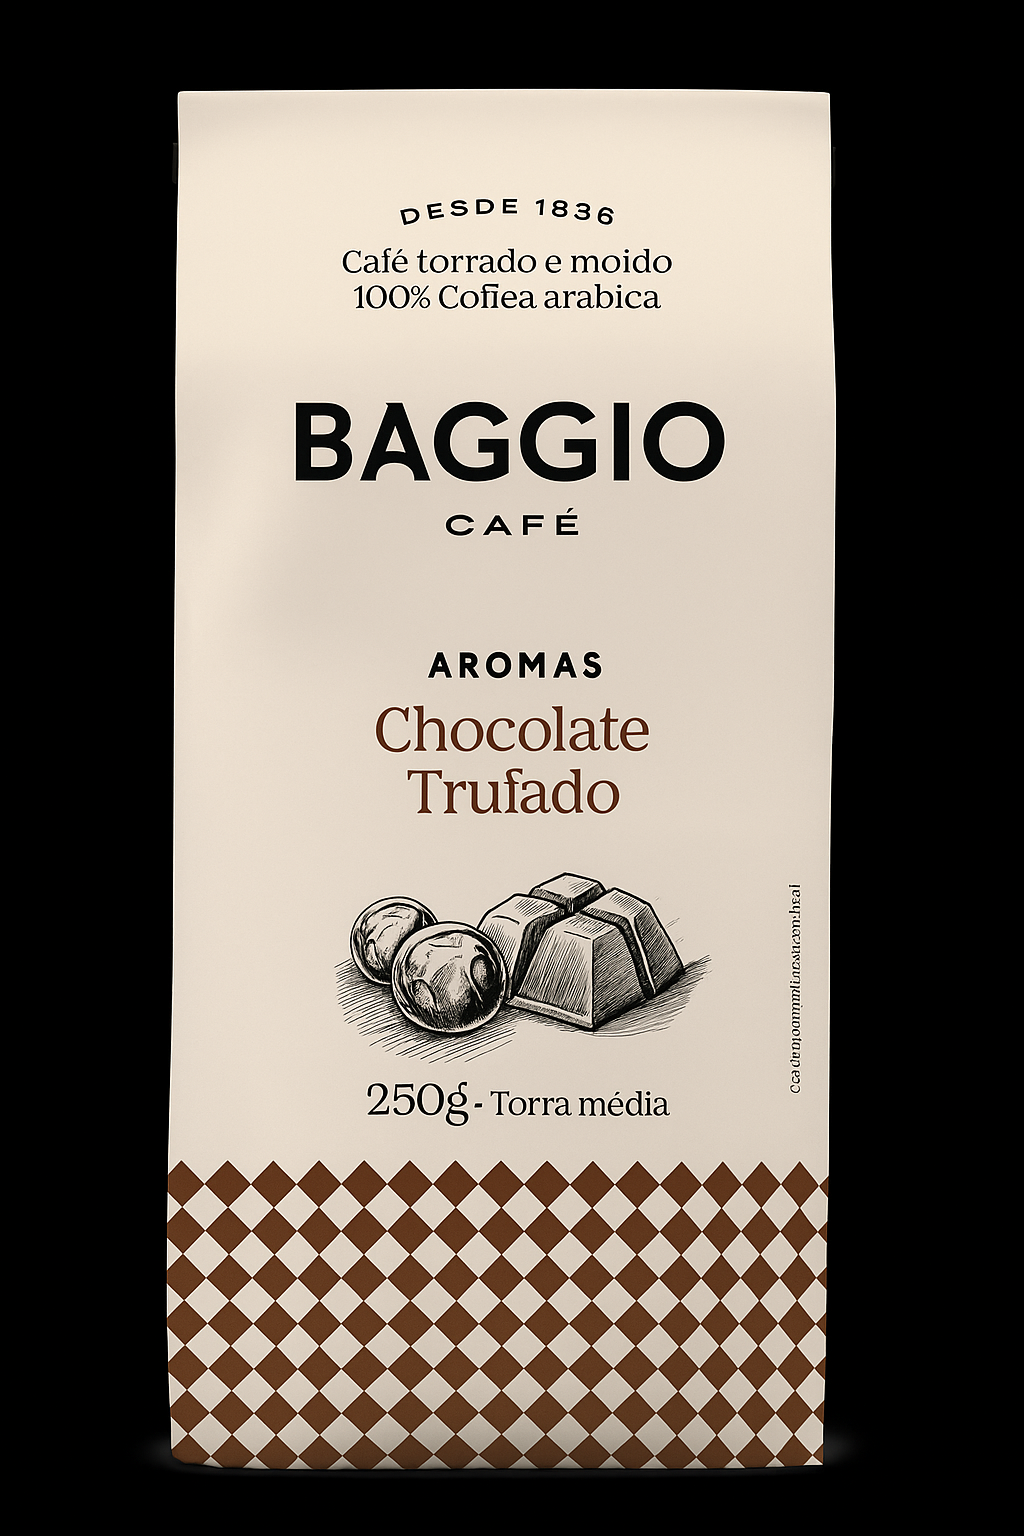 DESDE 1836
Café torrado e moido
100% Cofiea arabica
BAGGIO
CAFÉ
AROMAS
Chocolate
Trufado
250g - Torra média